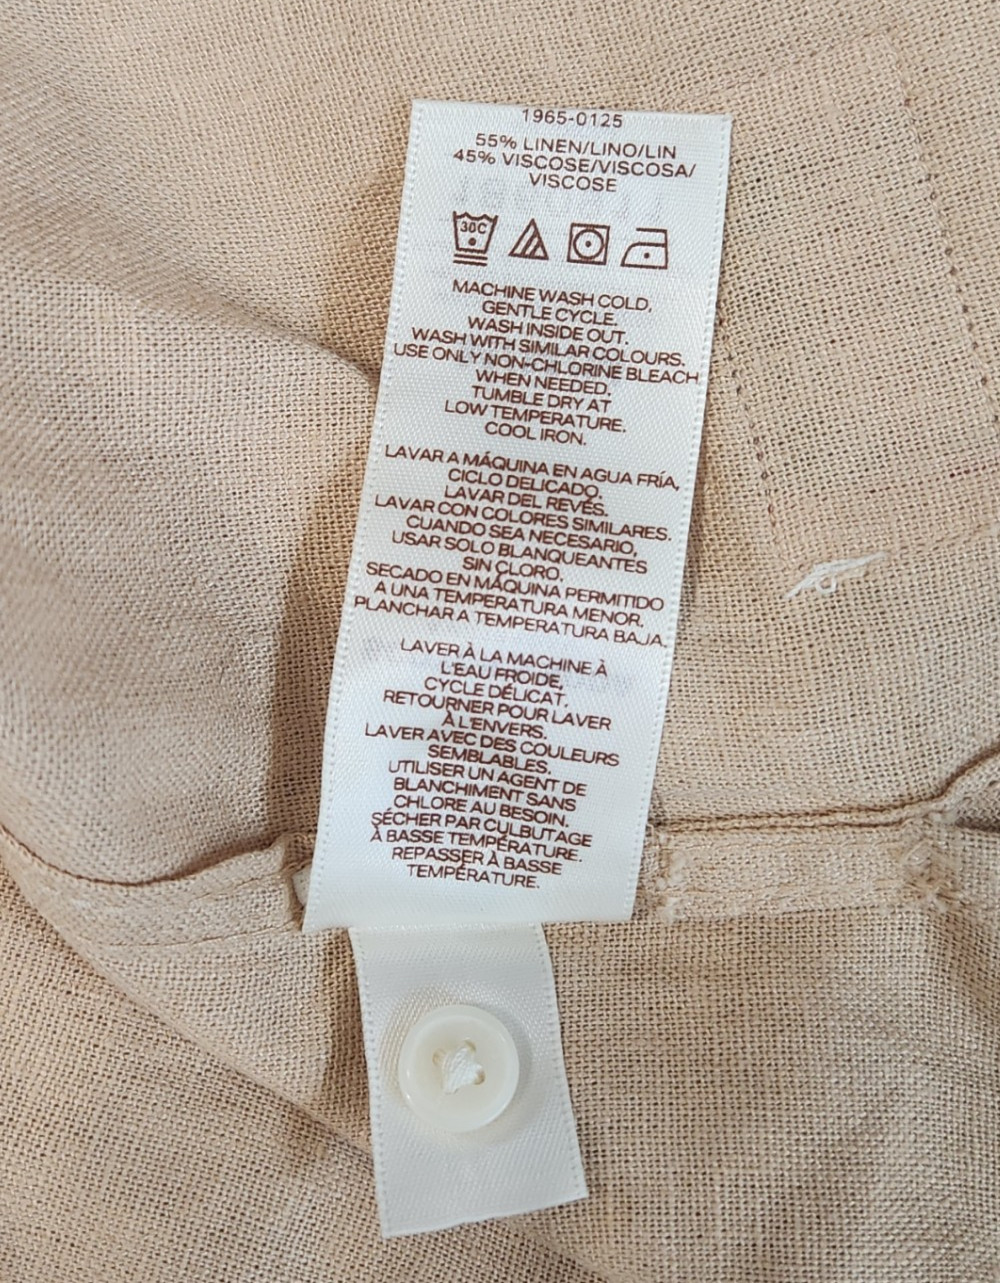 1965-0125
55% LINEN/LINO/LIN
45% VISCOSE/VISCOSA/
VISCOSE
30C
MACHINE WASH COLD,
GENTLE CYCLE.
WASH INSIDE OUT.
WASH WITH SIMILAR COLOURS.
USE ONLY NON-CHLORINE BLEACH
WHEN NEEDED.
TUMBLE DRY AT
LOW TEMPERATURE.
COOL IRON.
LAVAR A MÁQUINA EN AGUA FRÍA,
CICLO DELICADO.
LAVAR DEL REVÉS.
LAVAR CON COLORES SIMILARES.
CUANDO SEA NECESARIO,
USAR SOLO BLANQUEANTES
SIN CLORO.
SECADO EN MÁQUINA PERMITIDO
A UNA TEMPERATURA MENOR.
PLANCHAR A TEMPERATURA BAJA.
LAVER À LA MACHINE À
L'EAU FROIDE,
CYCLE DÉLICAT.
RETOURNER POUR LAVER
À L'ENVERS.
LAVER AVEC DES COULEURS
SEMBLABLES.
UTILISER UN AGENT DE
BLANCHIMENT SANS
CHLORE AU BESOIN.
SÉCHER PAR CULBUTAGE
À BASSE TEMPÉRATURE.
REPASSER À BASSE
TEMPÉRATURE.